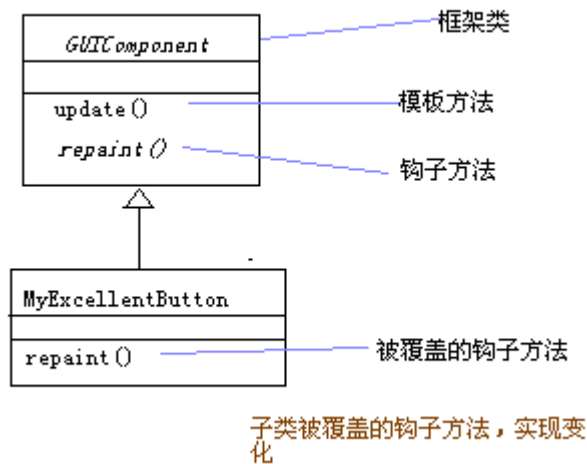 GUIComponent
框架类
update()
模板方法
repaint()
钩子方法
MyExcellentButton
repaint()
被覆盖的钩子方法
子类被覆盖的钩子方法，实现变
化